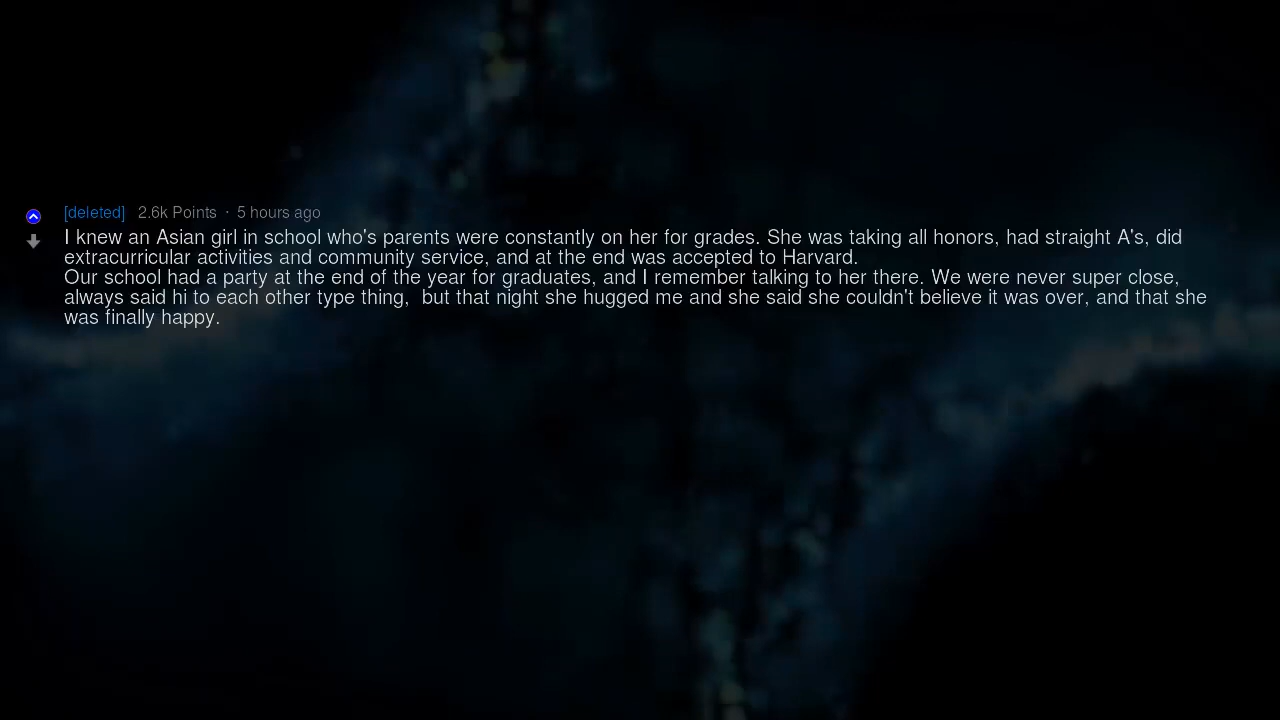 [deleted] 2.6k Points · 5 hours ago
I knew an Asian girl in school who's parents were constantly on her for grades. She was taking all honors, had straight A's, did
extracurricular activities and community service, and at the end was accepted to Harvard.
Our school had a party at the end of the year for graduates, and I remember talking to her there. We were never super close,
always said hi to each other type thing,  but that night she hugged me and she said she couldn't believe it was over, and that she
was finally happy.